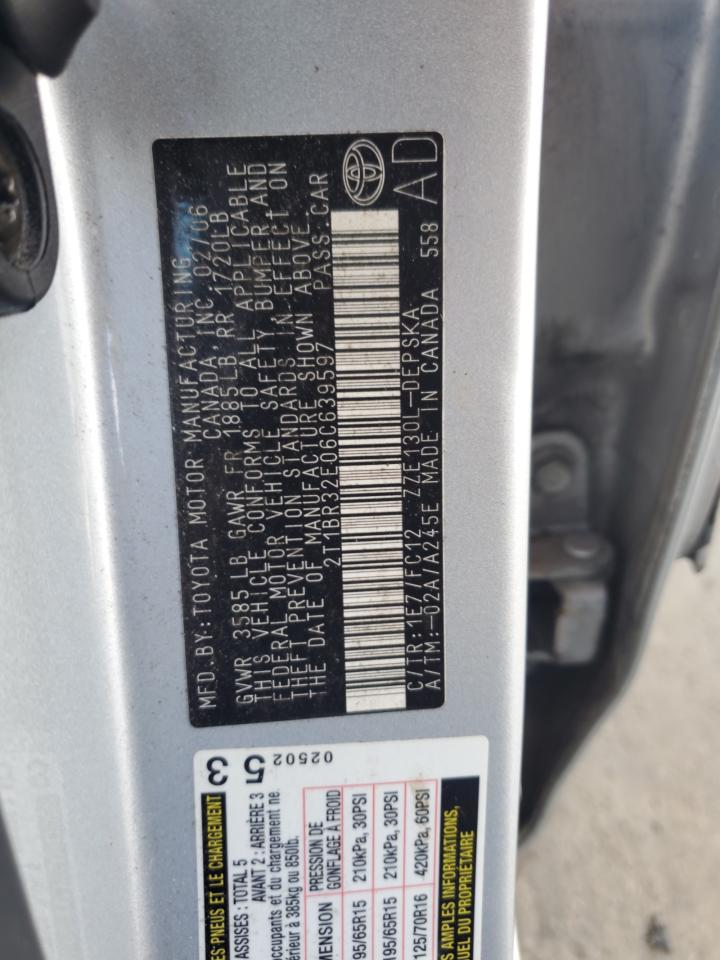 MFD.BY:TOYOTA MOTOR MANUFACTURING
CANADA, INC. 02/06
GVWR 3585 LB GAWR FR 1885LB, RR 1720LB
THIS VEHICLE CONFORMS TO ALL APPLICABLE
FEDERAL MOTOR VEHICLE SAFETY BUMPER AND
THEFT PREVENTION STANDARDS IN EFFECT ON
THE DATE OF MANUFACTURE SHOWN ABOVE.
2T1BR32E06C639597 PASS.CAR
C/TR:1E7/FC12 ZZE130L-DEPSKA
A/TM:-02A/A245E MADE IN CANADA 558
AD
PNEUS ET LE CHARGEMENT
3
ASSISES: TOTAL 5
AVANT 2: ARRIÈRE 3
5
occupants et du chargement ne
à 385kg ou 850lb.
02502
PRESSION DE
GONFLAGE À FROID
95/65R15 210kPa, 30PSI
195/65R15 210kPa, 30PSI
125/70R16 420kPa, 60PSI
AMPLES INFORMATIONS,
DU PROPRIÉTAIRE